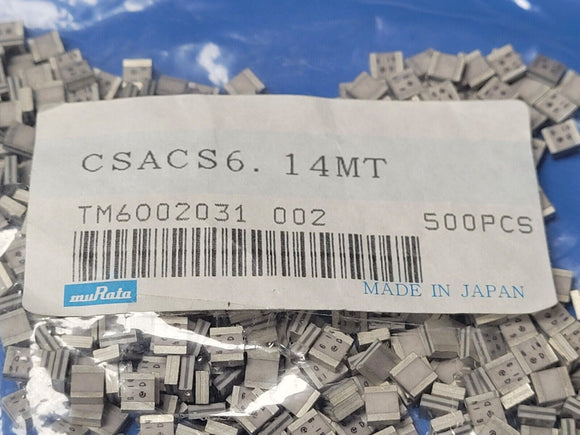 CSACS6.14MT
TM6002031 002 500PCS
muRata MADE IN JAPAN